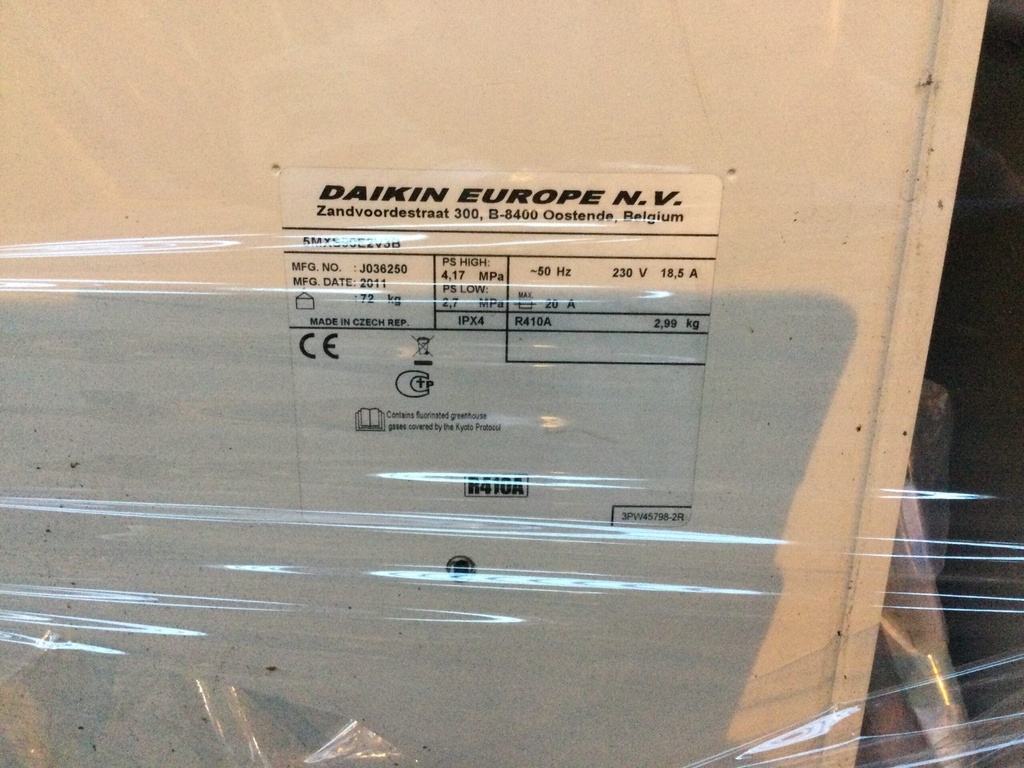 DAIKIN EUROPE N.V.
Zandvoordestraat 300, B-8400 Oostende, Belgium
MFG. NO. : J036250
MFG. DATE: 2011
: 72 kg
MADE IN CZECH REP.
PS HIGH:
4,17 MPa
PS LOW:
2,7 MPa
IPX4
~50 Hz 230 V 18,5 A
MAX.
20 A
R410A 2,99 kg
CE
Contains fluorinated greenhouse
gases covered by the Kyoto Protocol
R410A
3PW45798-2R